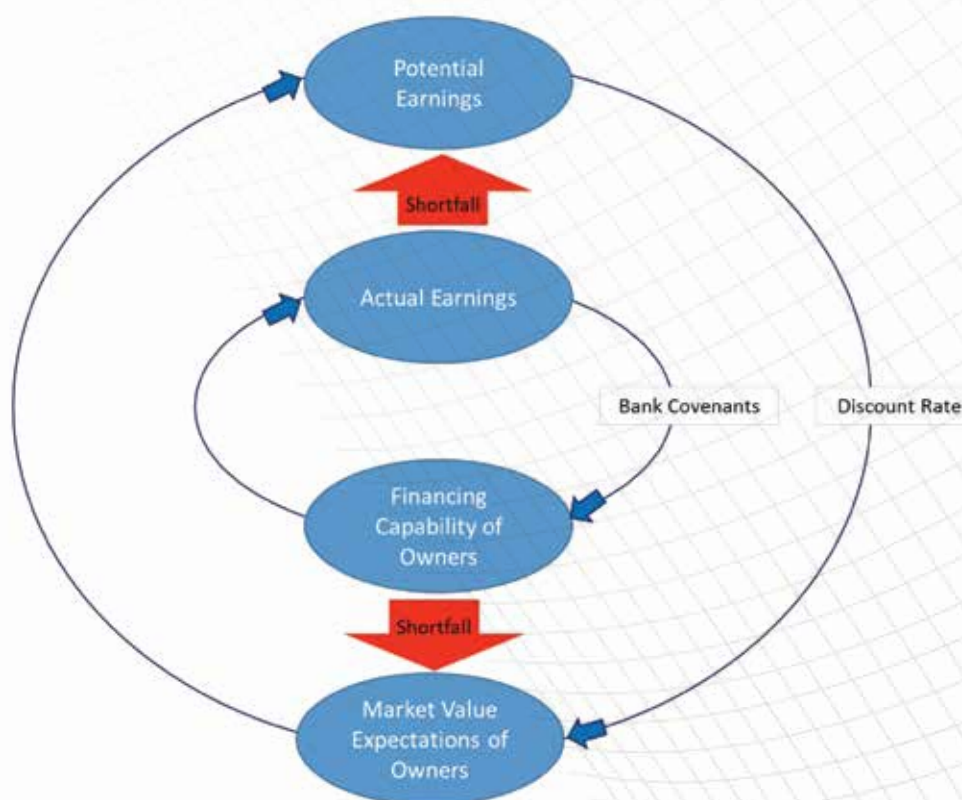 Potential
Earnings
Shortfall
Actual Earnings
Bank Covenants
Discount Rate
Financing
Capability of
Owners
Shortfall
Market Value
Expectations of
Owners